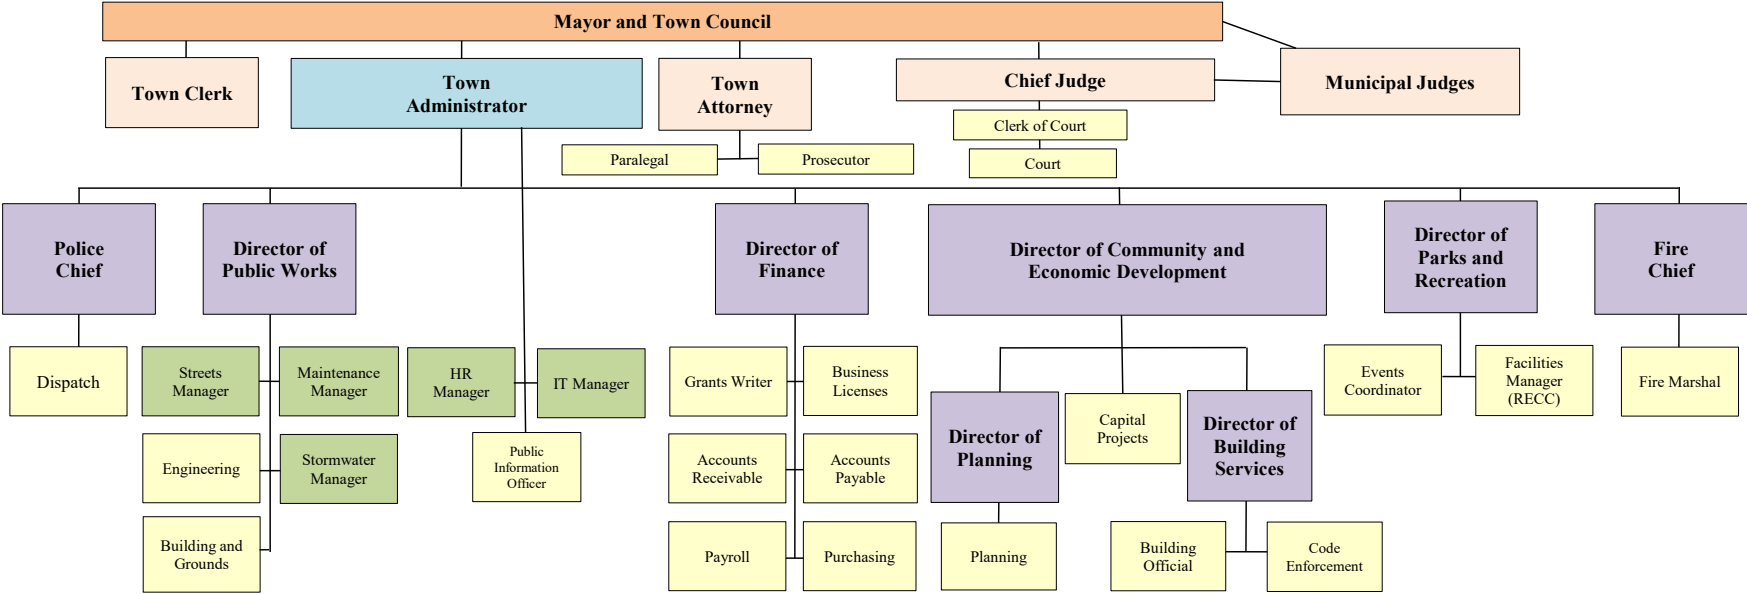 Mayor and Town Council
Town Clerk
Town
Administrator
Town
Attorney
Chief Judge
Municipal Judges
Clerk of Court
Court
Paralegal
Prosecutor
Police
Chief
Director of
Public Works
Director of
Finance
Director of Community and
Economic Development
Director of
Parks and
Recreation
Fire
Chief
Dispatch
Streets
Manager
Maintenance
Manager
HR
Manager
IT Manager
Grants Writer
Business
Licenses
Events
Coordinator
Facilities
Manager
(RECC)
Fire Marshal
Director of
Planning
Capital
Projects
Director of
Building
Services
Engineering
Stormwater
Manager
Public
Information
Officer
Accounts
Receivable
Accounts
Payable
Building and
Grounds
Payroll
Purchasing
Planning
Building
Official
Code
Enforcement